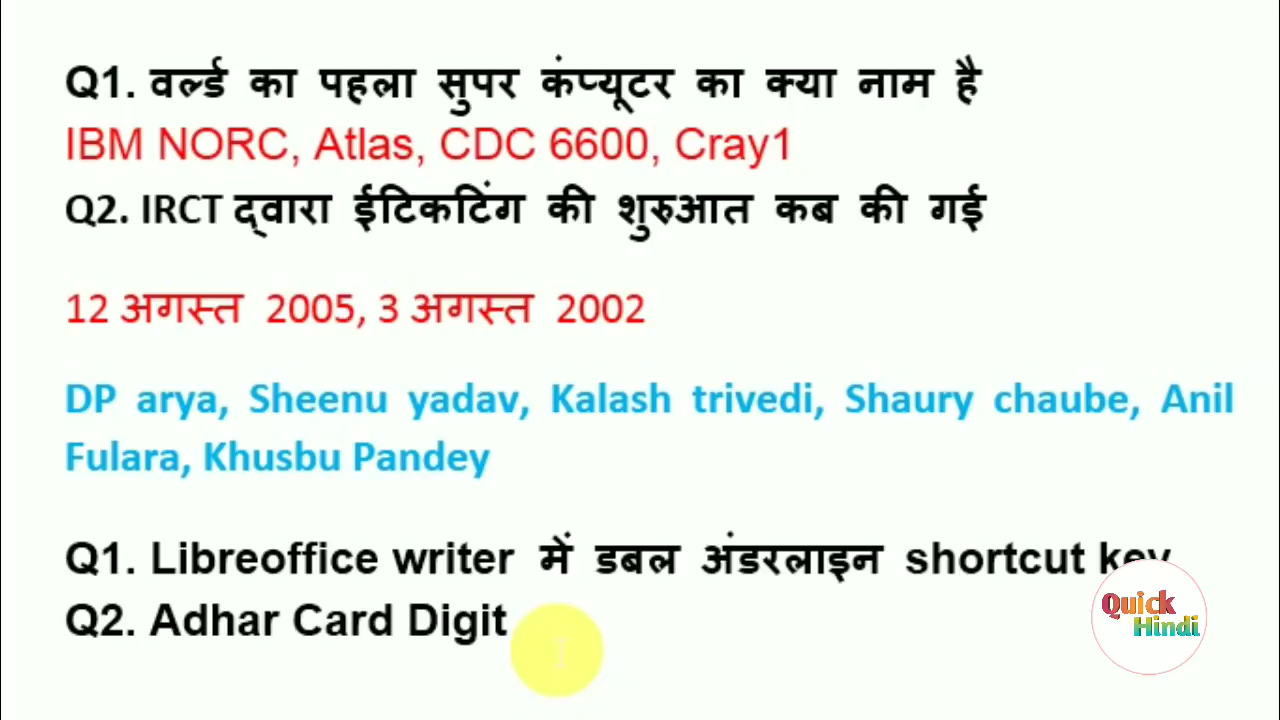 Q1. वर्ल्ड का पहला सुपर कंप्यूटर का क्या नाम है
IBM NORC, Atlas, CDC 6600, Cray1
Q2. IRCT द्वारा ईटिकटिंग की शुरुआत कब की गई
12 अगस्त 2005, 3 अगस्त 2002
DP arya, Sheenu yadav, Kalash trivedi, Shaury chaube, Anil
Fulara, Khusbu Pandey
Q1. Libreoffice writer में डबल अंडरलाइन shortcut key
Q2. Adhar Card Digit
Quick
Hindi